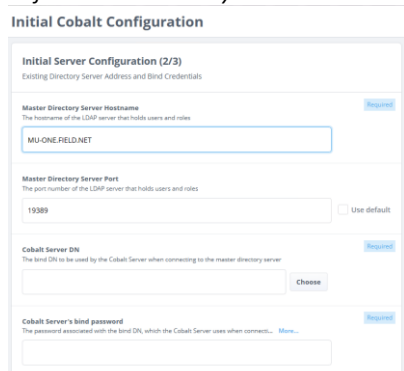 Initial Cobalt Configuration
Initial Server Configuration (2/3)
Existing Directory Server Address and Bind Credentials
Master Directory Server Hostname
Required
The hostname of the LDAP server that holds users and roles
MU-ONE.FIELD.NET
Master Directory Server Port
The port number of the LDAP server that holds users and roles
19389
Use default
Cobalt Server DN
Required
The bind DN to be used by the Cobalt Server when connecting to the master directory server
Choose
Cobalt Server's bind password
Required
The password associated with the bind DN, which the Cobalt Server uses when connecti... More...